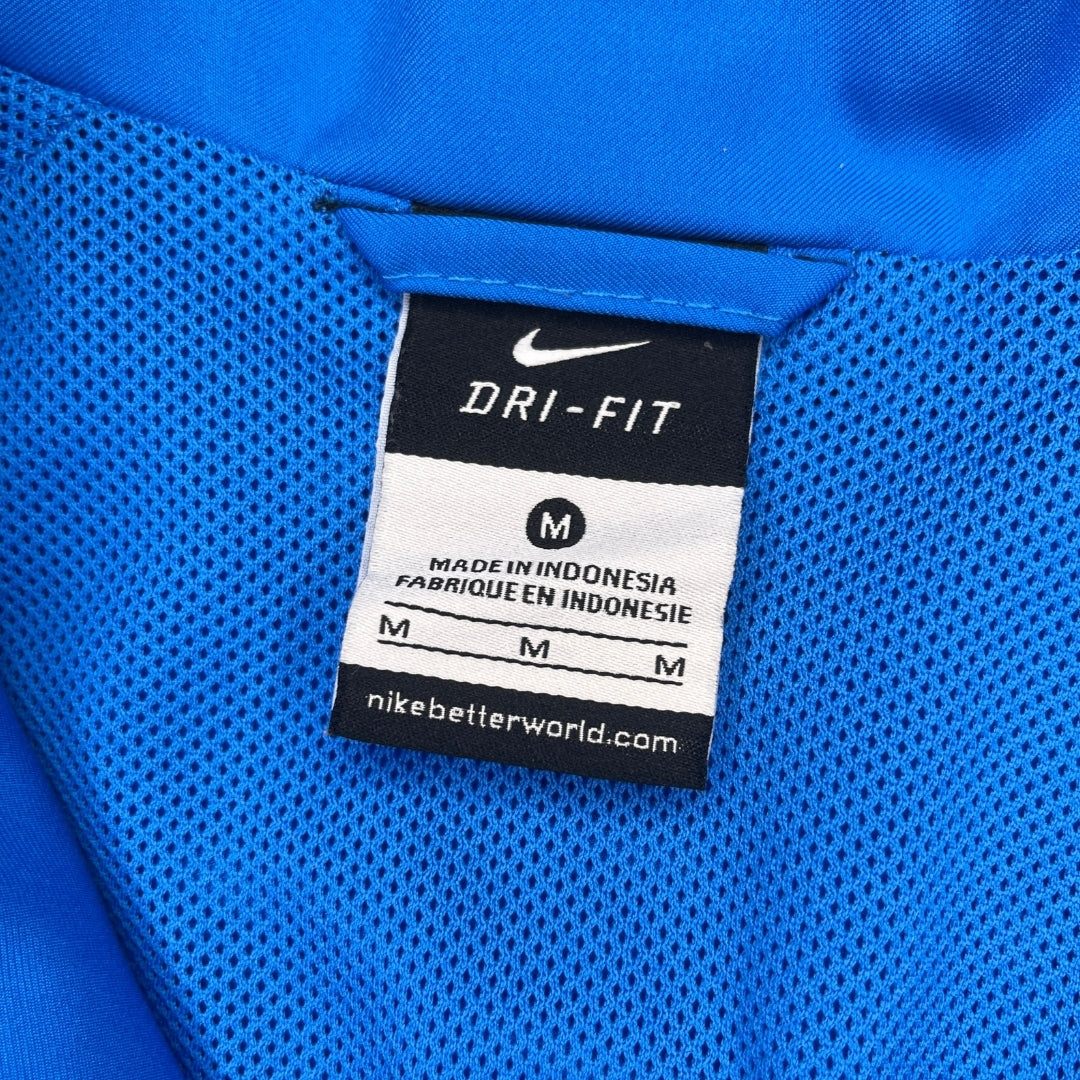 DRI-FIT
M
MADE IN INDONESIA
FABRIQUE EN INDONESIE
M M M
nikebetterworld.com